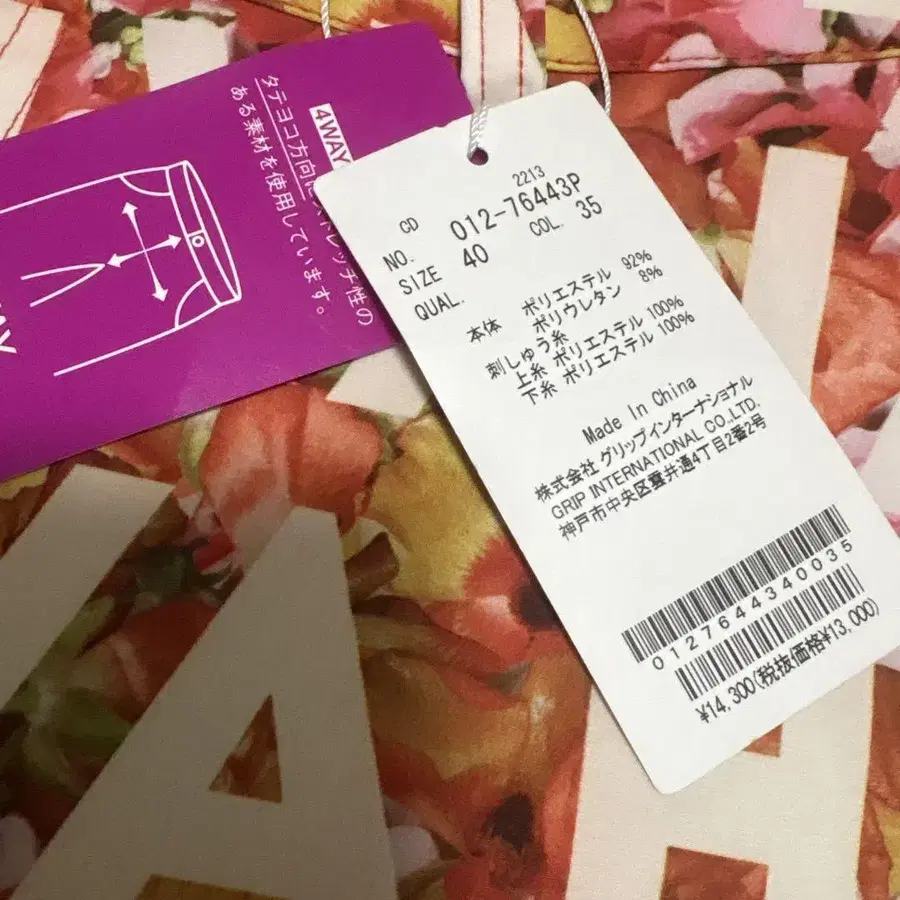 4WAY
タテヨコ方向に
ストレッチ性の
ある素材を使用しています。
2213
CD
NO. 012-76443P
SIZE 40 COL. 35
QUAL.
本体 ポリエステル 92%
ポリウレタン 8%
刺しゅう糸
上糸 ポリエステル 100%
下糸 ポリエステル 100%
Made In China
株式会社 グリップインターナショナル
GRIP INTERNATIONAL CO.,LTD.
神戸市中央区雲井通4丁目2番2号
0127644340035
¥14,300(税抜価格¥13,000)